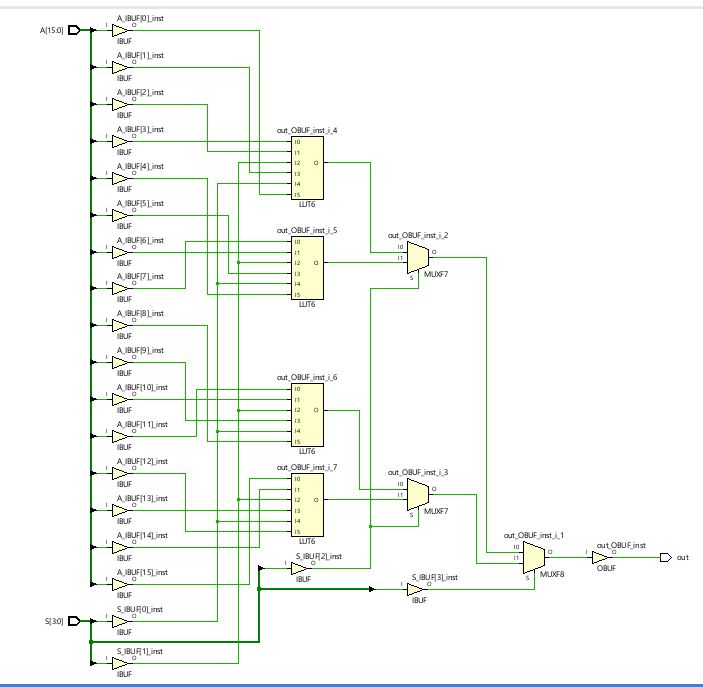 A[15:0]
A_IBUF[0]_inst
I O
IBUF
A_IBUF[1]_inst
I O
IBUF
A_IBUF[2]_inst
I O
IBUF
A_IBUF[3]_inst
I O
IBUF
A_IBUF[4]_inst
I O
IBUF
A_IBUF[5]_inst
I O
IBUF
A_IBUF[6]_inst
I O
IBUF
A_IBUF[7]_inst
I O
IBUF
A_IBUF[8]_inst
I O
IBUF
A_IBUF[9]_inst
I O
IBUF
A_IBUF[10]_inst
I O
IBUF
A_IBUF[11]_inst
I O
IBUF
A_IBUF[12]_inst
I O
IBUF
A_IBUF[13]_inst
I O
IBUF
A_IBUF[14]_inst
I O
IBUF
A_IBUF[15]_inst
I O
IBUF
S[3:0]
S_IBUF[0]_inst
I O
IBUF
S_IBUF[1]_inst
I O
IBUF
out_OBUF_inst_i_4
I0
I1
I2 O
I3
I4
I5
LUT6
out_OBUF_inst_i_5
I0
I1
I2 O
I3
I4
I5
LUT6
out_OBUF_inst_i_6
I0
I1
I2 O
I3
I4
I5
LUT6
out_OBUF_inst_i_7
I0
I1
I2 O
I3
I4
I5
LUT6
S_IBUF[2]_inst
I O
IBUF
out_OBUF_inst_i_2
I0 O
I1
S
MUXF7
out_OBUF_inst_i_3
I0 O
I1
S
MUXF7
S_IBUF[3]_inst
I O
IBUF
out_OBUF_inst_i_1
I0 O
I1
S
MUXF8
out_OBUF_inst
I O
OBUF
out